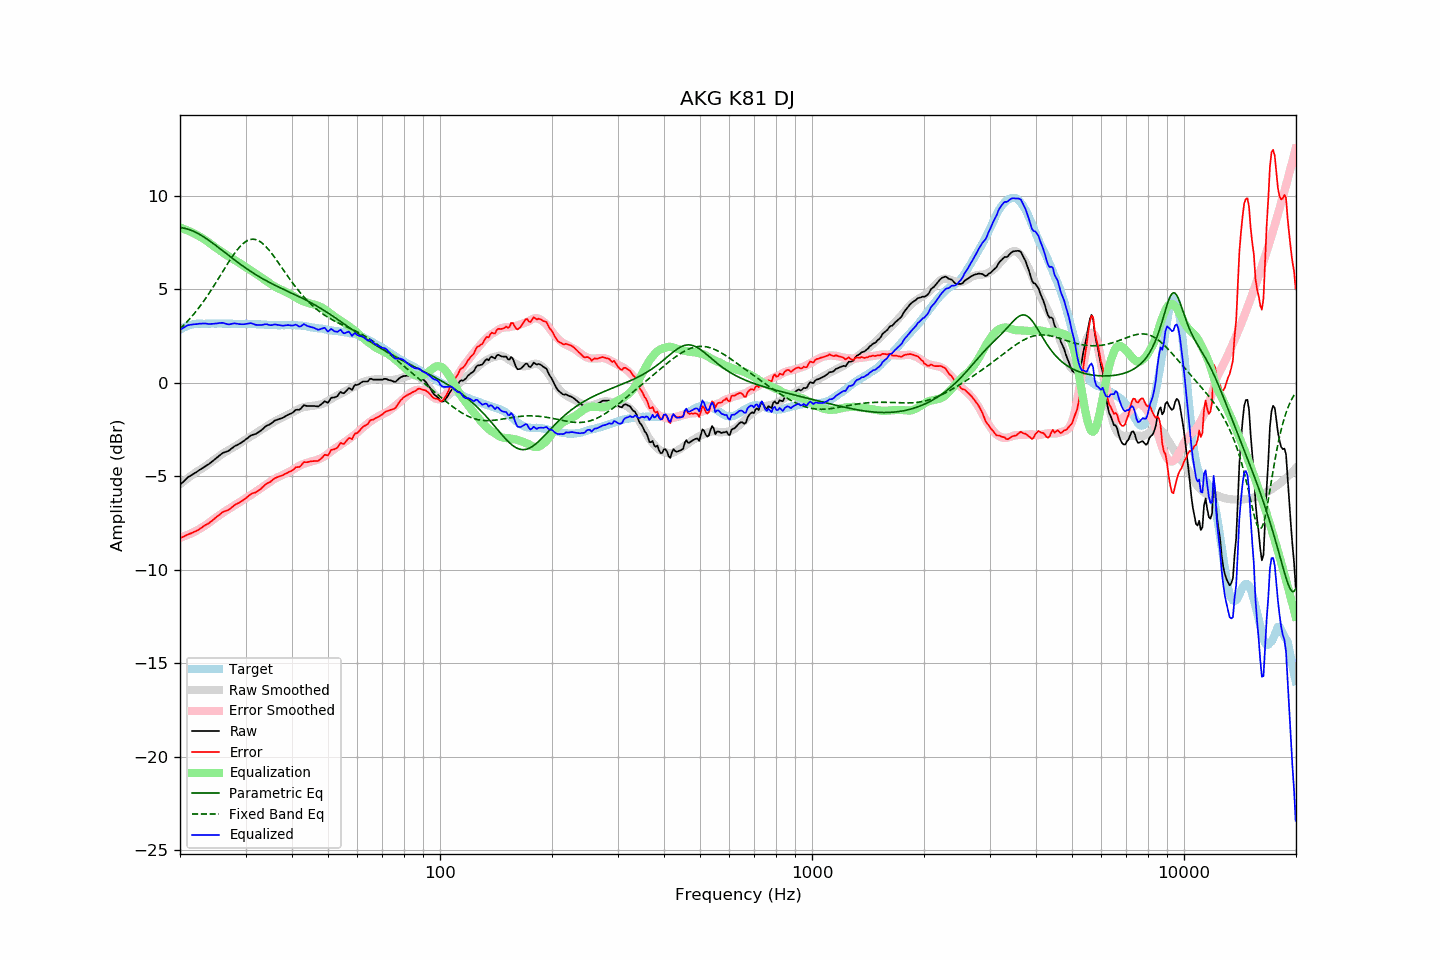 AKG K81 DJ
Amplitude (dBr)
10
5
0
−5
−10
−15
−20
−25
Target
Raw Smoothed
Error Smoothed
Raw
Error
Equalization
Parametric Eq
Fixed Band Eq
Equalized
100
1000
10000
Frequency (Hz)